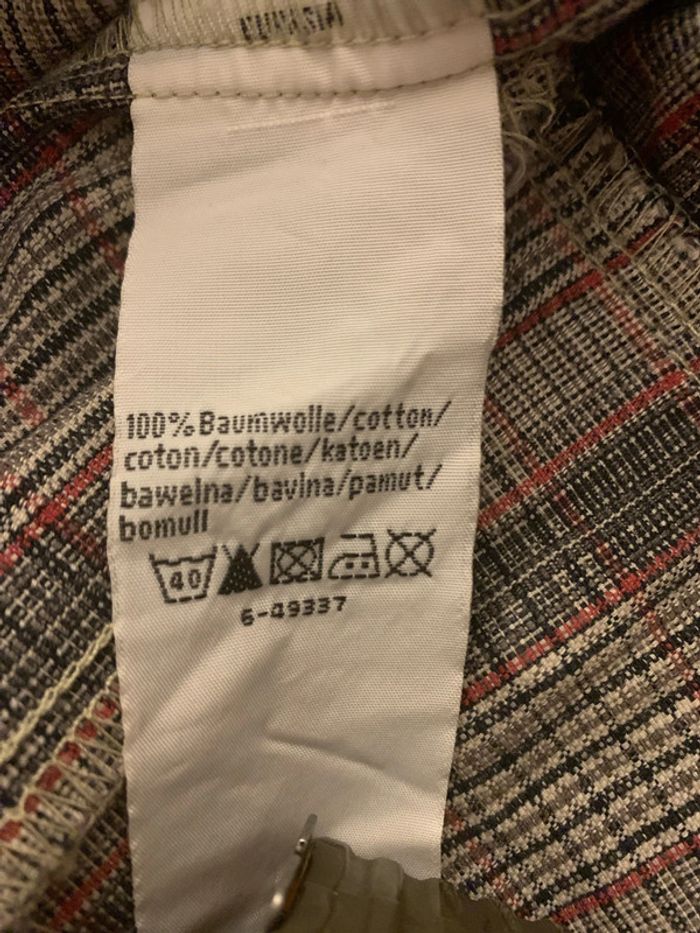 100% Baumwolle/cotton/
coton/cotone/katoen/
bawełna/bavlna/pamut/
bomull
40
6-49337